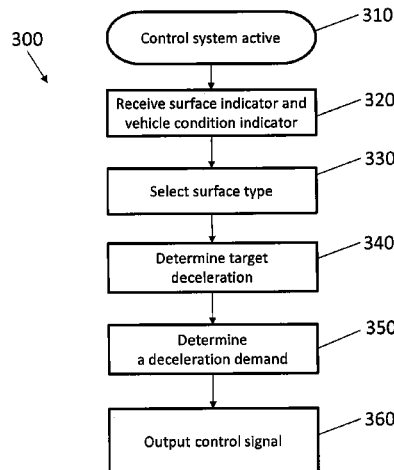 300
Control system active
310
Receive surface indicator and
vehicle condition indicator
320
Select surface type
330
Determine target
deceleration
340
Determine
a deceleration demand
350
Output control signal
360